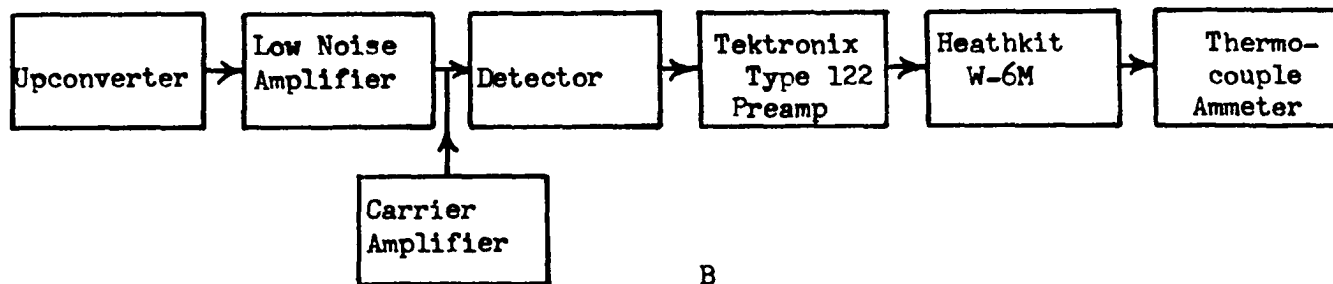 Upconverter
Low Noise
Amplifier
Detector
Tektronix
Type 122
Preamp
Heathkit
W-6M
Thermo-
couple
Ammeter
Carrier
Amplifier
B